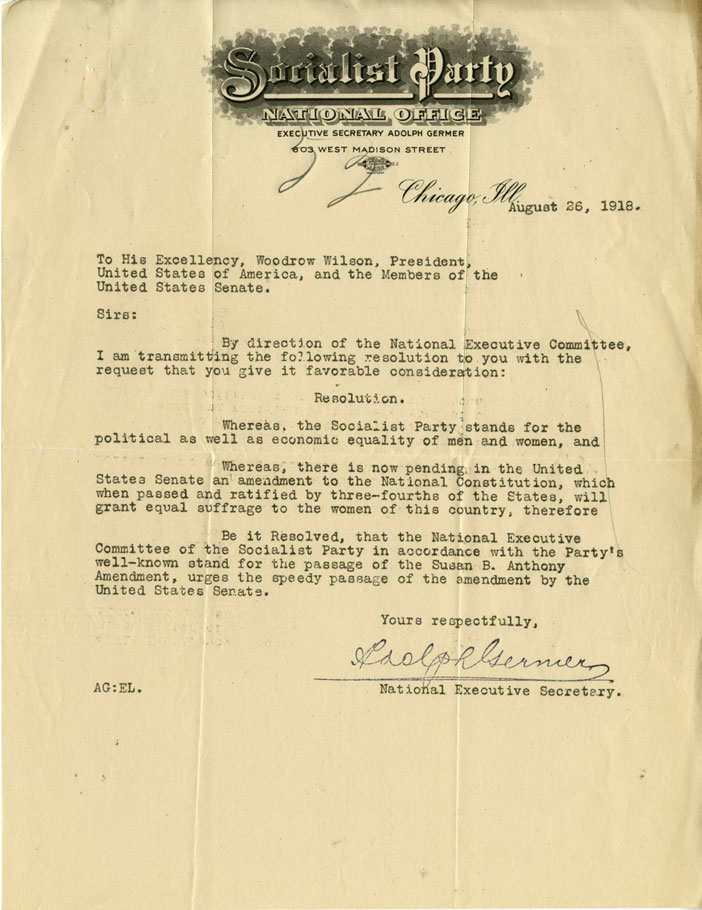 Socialist Party
NATIONAL OFFICE
EXECUTIVE SECRETARY ADOLPH GERMER
803 WEST MADISON STREET
Chicago, Ill.
August 26, 1918.
To His Excellency, Woodrow Wilson, President,
United States of America, and the Members of the
United States Senate.
Sirs:
By direction of the National Executive Committee,
I am transmitting the following resolution to you with the
request that you give it favorable consideration:
Resolution.
Whereas, the Socialist Party stands for the
political as well as economic equality of men and women, and
Whereas, there is now pending in the United
States Senate an amendment to the National Constitution, which
when passed and ratified by three-fourths of the States, will
grant equal suffrage to the women of this country, therefore
Be it Resolved, that the National Executive
Committee of the Socialist Party in accordance with the Party's
well-known stand for the passage of the Susan B. Anthony
Amendment, urges the speedy passage of the amendment by the
United States Senate.
Yours respectfully,
Adolph Germer
AG:EL. National Executive Secretary.